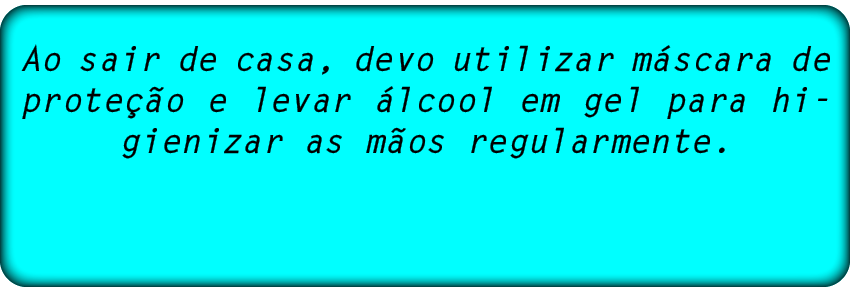 Ao sair de casa, devo utilizar máscara de
proteção e levar álcool em gel para hi-
gienizar as mãos regularmente.